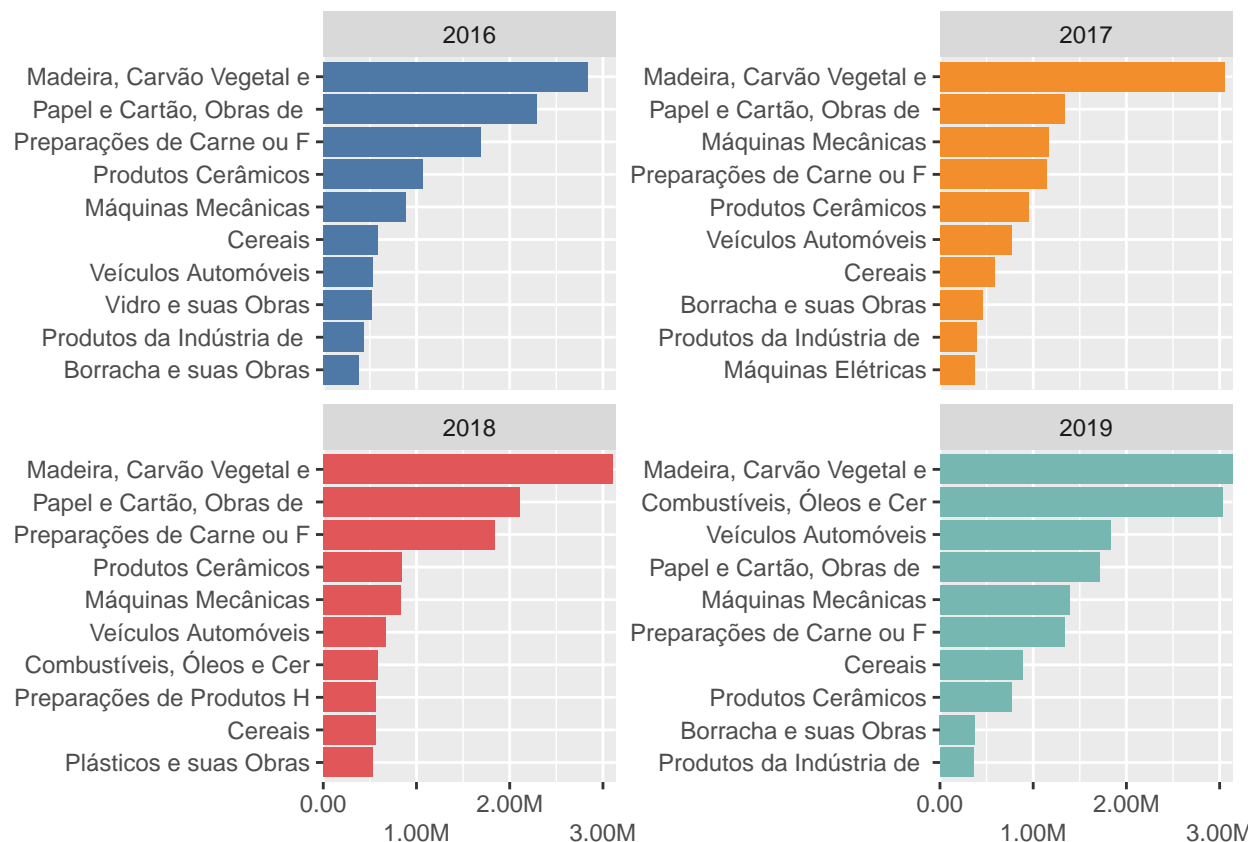 2016
Madeira, Carvão Vegetal e
Papel e Cartão, Obras de
Preparações de Carne ou F
Produtos Cerâmicos
Máquinas Mecânicas
Cereais
Veículos Automóveis
Vidro e suas Obras
Produtos da Indústria de
Borracha e suas Obras
2017
Madeira, Carvão Vegetal e
Papel e Cartão, Obras de
Máquinas Mecânicas
Preparações de Carne ou F
Produtos Cerâmicos
Veículos Automóveis
Cereais
Borracha e suas Obras
Produtos da Indústria de
Máquinas Elétricas
2018
Madeira, Carvão Vegetal e
Papel e Cartão, Obras de
Preparações de Carne ou F
Produtos Cerâmicos
Máquinas Mecânicas
Veículos Automóveis
Combustíveis, Óleos e Cer
Preparações de Produtos H
Cereais
Plásticos e suas Obras
0.00 2.00M
1.00M 3.00M
2019
Madeira, Carvão Vegetal e
Combustíveis, Óleos e Cer
Veículos Automóveis
Papel e Cartão, Obras de
Máquinas Mecânicas
Preparações de Carne ou F
Cereais
Produtos Cerâmicos
Borracha e suas Obras
Produtos da Indústria de
0.00 2.00M
1.00M 3.00M